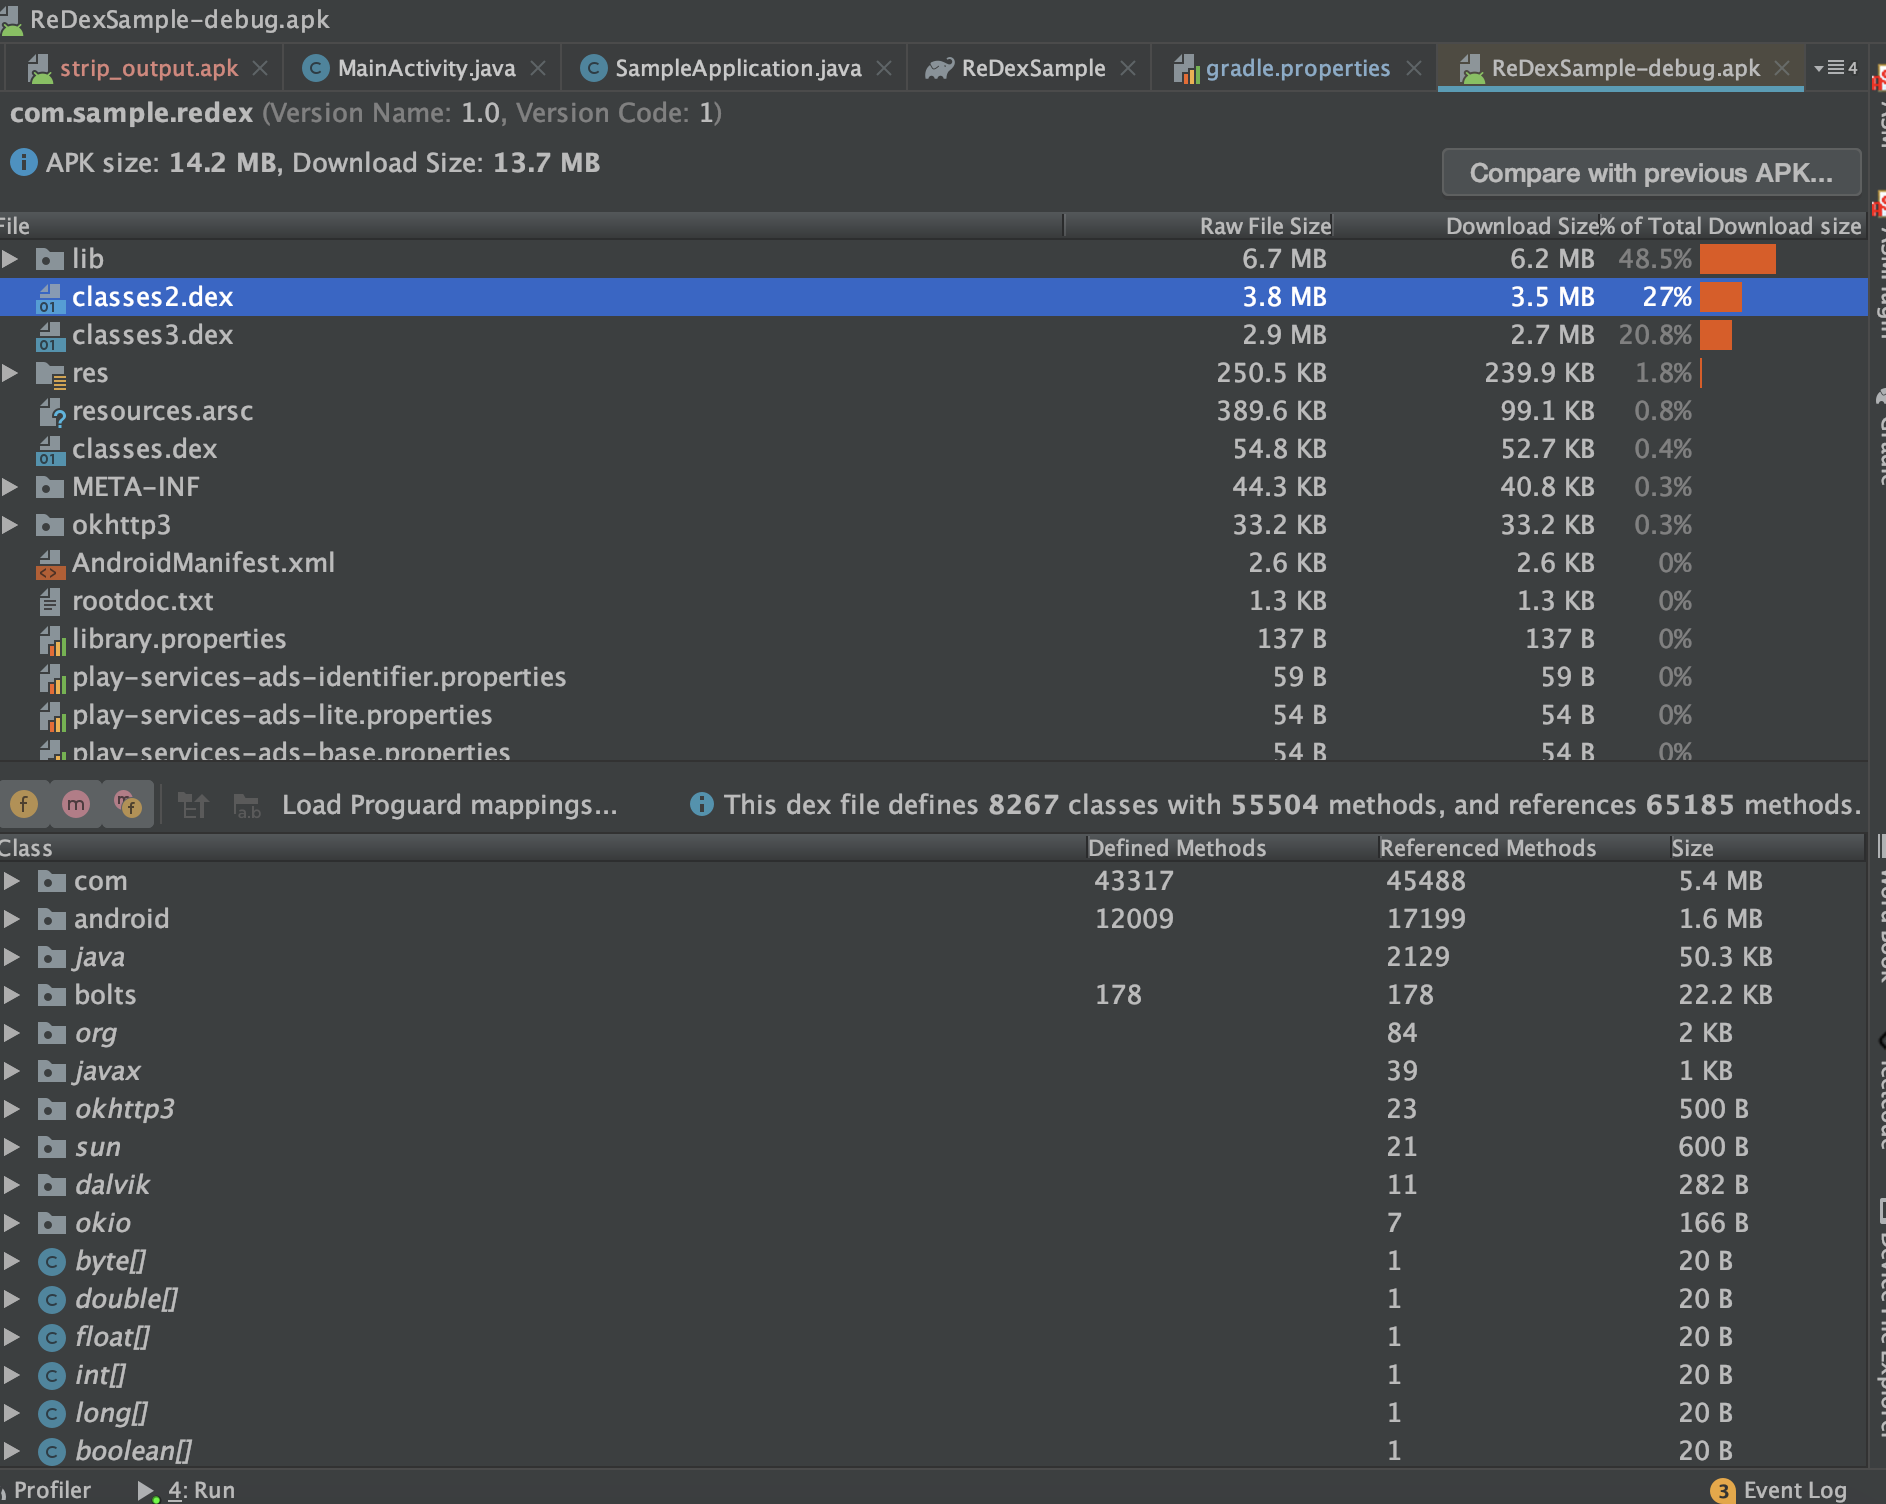 ReDexSample-debug.apk
strip_output.apk MainActivity.java SampleApplication.java ReDexSample gradle.properties ReDexSample-debug.apk 4
com.sample.redex (Version Name: 1.0, Version Code: 1)
APK size: 14.2 MB, Download Size: 13.7 MB
Compare with previous APK...
File Raw File Size Download Size % of Total Download size
lib 6.7 MB 6.2 MB 48.5%
classes2.dex 3.8 MB 3.5 MB 27%
classes3.dex 2.9 MB 2.7 MB 20.8%
res 250.5 KB 239.9 KB 1.8%
resources.arsc 389.6 KB 99.1 KB 0.8%
classes.dex 54.8 KB 52.7 KB 0.4%
META-INF 44.3 KB 40.8 KB 0.3%
okhttp3 33.2 KB 33.2 KB 0.3%
AndroidManifest.xml 2.6 KB 2.6 KB 0%
rootdoc.txt 1.3 KB 1.3 KB 0%
library.properties 137 B 137 B 0%
play-services-ads-identifier.properties 59 B 59 B 0%
play-services-ads-lite.properties 54 B 54 B 0%
play-services-ads-base.properties 54 B 54 B 0%
Load Proguard mappings... This dex file defines 8267 classes with 55504 methods, and references 65185 methods.
Class Defined Methods Referenced Methods Size
com 43317 45488 5.4 MB
android 12009 17199 1.6 MB
java 2129 50.3 KB
bolts 178 178 22.2 KB
org 84 2 KB
javax 39 1 KB
okhttp3 23 500 B
sun 21 600 B
dalvik 11 282 B
okio 7 166 B
byte[] 1 20 B
double[] 1 20 B
float[] 1 20 B
int[] 1 20 B
long[] 1 20 B
boolean[] 1 20 B
Profiler 4: Run 3 Event Log